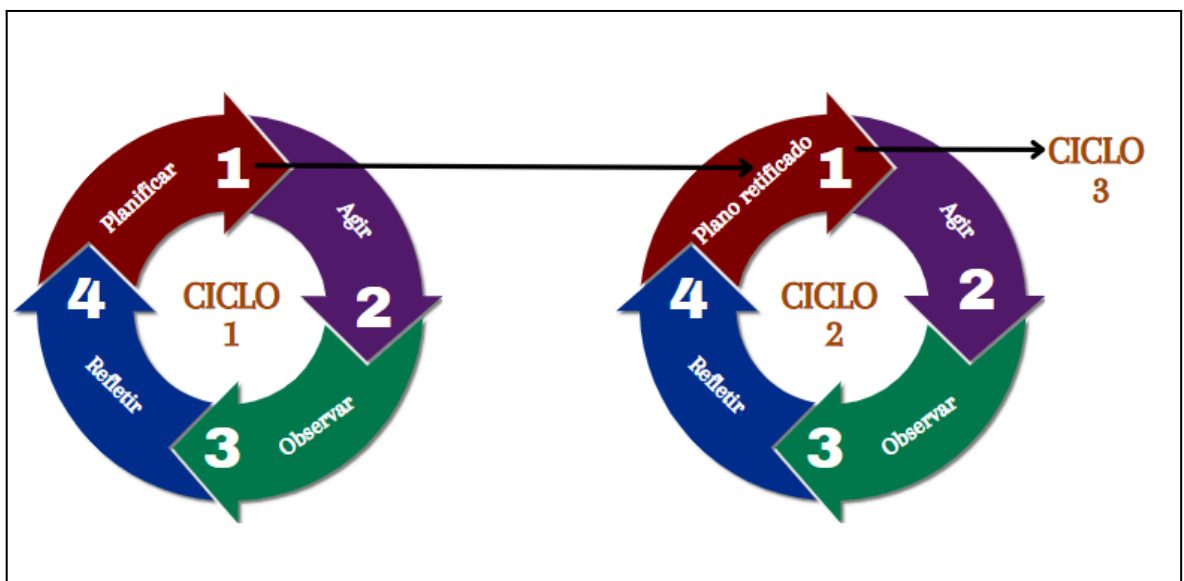 Planificar
1
Agir
2
Observar
3
Refletir
4
CICLO
1
Plano retificado
1
Agir
2
Observar
3
Refletir
4
CICLO
2
CICLO
3